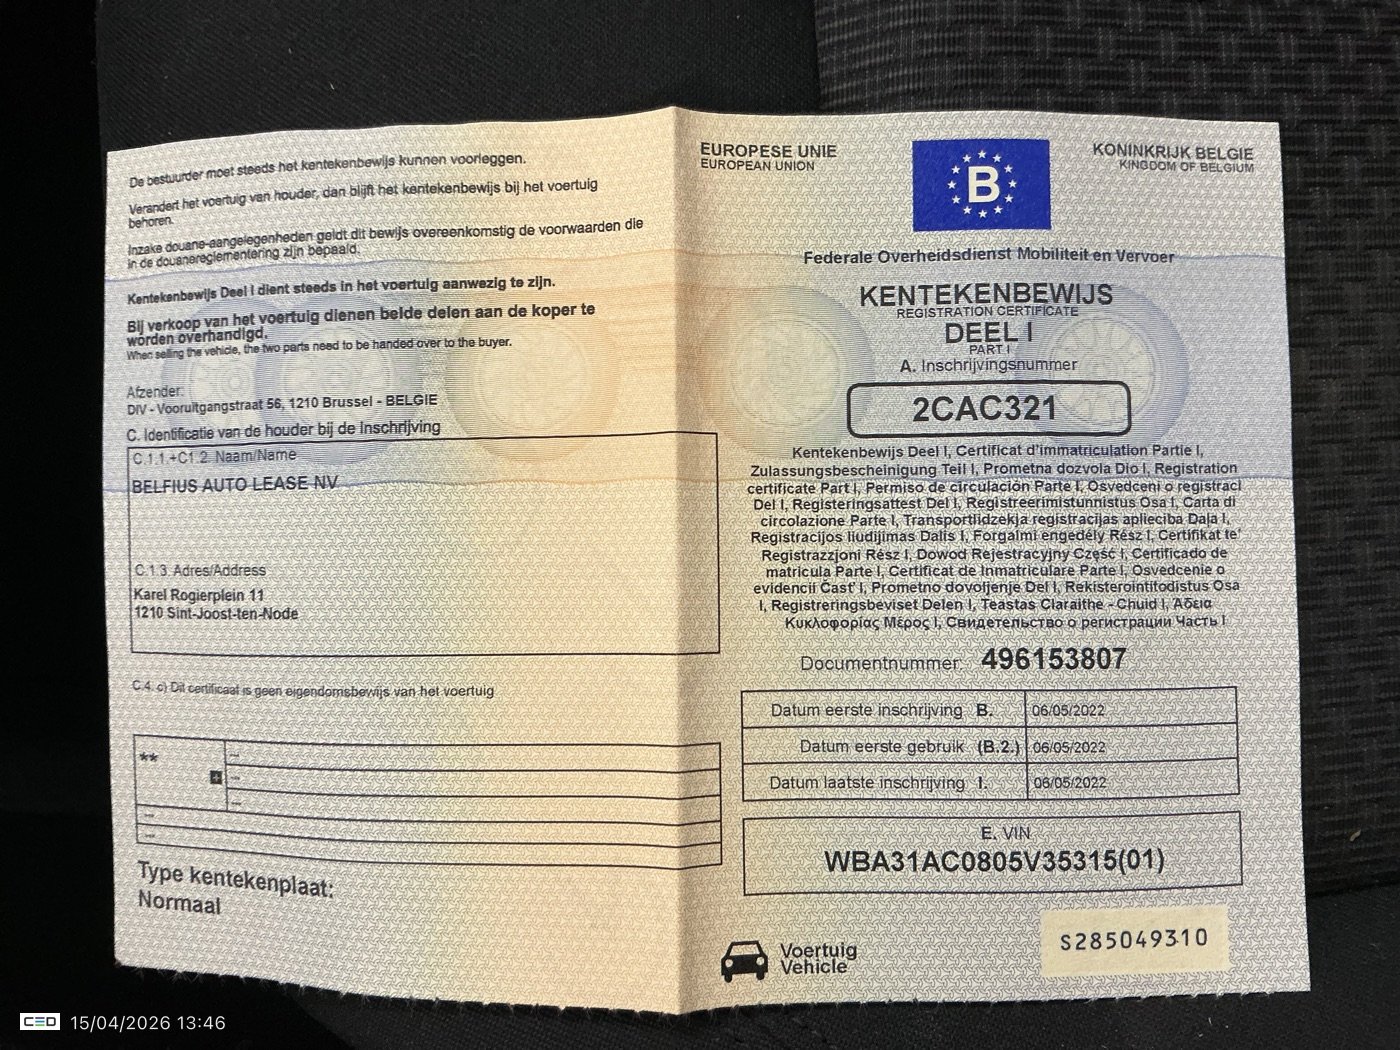 De bestuurder moet steeds het kentekenbewijs kunnen voorleggen.
Verandert het voertuig van houder, dan blijft het kentekenbewijs bij het voertuig
behoren.
Inzake douane-aangelegenheden geldt dit bewijs overeenkomstig de voorwaarden die
in de douanereglementering zijn bepaald.
Kentekenbewijs Deel I dient steeds in het voertuig aanwezig te zijn.
Bij verkoop van het voertuig dienen beide delen aan de koper te
worden overhandigd.
When selling the vehicle, the two parts need to be handed over to the buyer.
Afzender:
DIV - Vooruitgangstraat 56, 1210 Brussel - BELGIE
C. Identificatie van de houder bij de Inschrijving
C.1.1.+C1.2. Naam/Name
BELFIUS AUTO LEASE NV
C.1.3. Adres/Address
Karel Rogierplein 11
1210 Sint-Joost-ten-Node
C.4. c) Dit certificaat is geen eigendomsbewijs van het voertuig
**
---
4
---
---
---
---
Type kentekenplaat:
Normaal
EUROPESE UNIE
EUROPEAN UNION
B
KONINKRIJK BELGIE
KINGDOM OF BELGIUM
Federale Overheidsdienst Mobiliteit en Vervoer
KENTEKENBEWIJS
REGISTRATION CERTIFICATE
DEEL I
PART I
A. Inschrijvingsnummer
2CAC321
Kentekenbewijs Deel I, Certificat d'immatriculation Partie I,
Zulassungsbescheinigung Teil I, Prometna dozvola Dio I, Registration
certificate Part I, Permiso de circulación Parte I, Osvedceni o registraci
Del I, Registeringsattest Del I, Registreerimistunnistus Osa I, Carta di
circolazione Parte I, Transportlidzekja registracijas aplieciba Daļa I,
Registracijos liudijimas Dalis I, Forgalmi engedély Rész I, Certifikat te'
Registrazzjoni Rész I, Dowod Rejestracyjny Część I, Certificado de
matricula Parte I, Certificat de Inmatriculare Parte I, Osvedcenie o
evidencii Časť I, Prometno dovoljenje Del I, Rekisterointitodistus Osa
I, Registreringsbeviset Delen I, Teastas Claraithe - Chuid I, Άδεια
Κυκλοφορίας Μέρος I, Свидетельство о регистрации Часть I
Documentnummer: 496153807
Datum eerste inschrijving B. 06/05/2022
Datum eerste gebruik (B.2.) 06/05/2022
Datum laatste inschrijving I. 06/05/2022
E. VIN
WBA31AC0805V35315(01)
Voertuig
Vehicle
S285049310
CED 15/04/2026 13:46